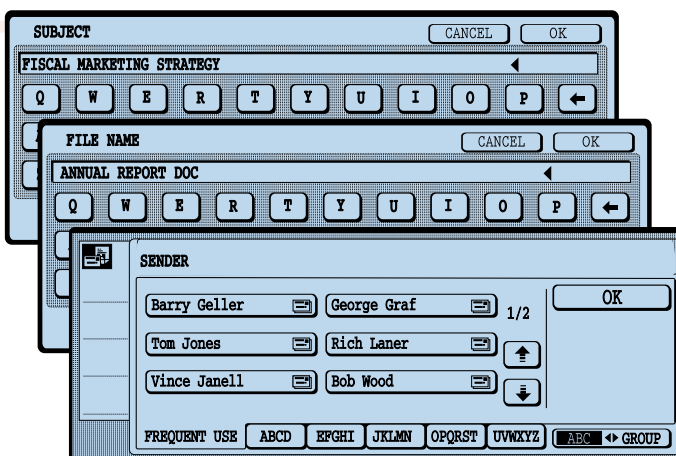 SUBJECT CANCEL OK
FISCAL MARKETING STRATEGY
Q W E R T Y U I O P
FILE NAME CANCEL OK
ANNUAL REPORT DOC
Q W E R T Y U I O P
SENDER
Barry Geller George Graf 1/2 OK
Tom Jones Rich Laner
Vince Janell Bob Wood
FREQUENT USE ABCD EFGHI JKLMN OPQRST UVWXYZ ABC GROUP